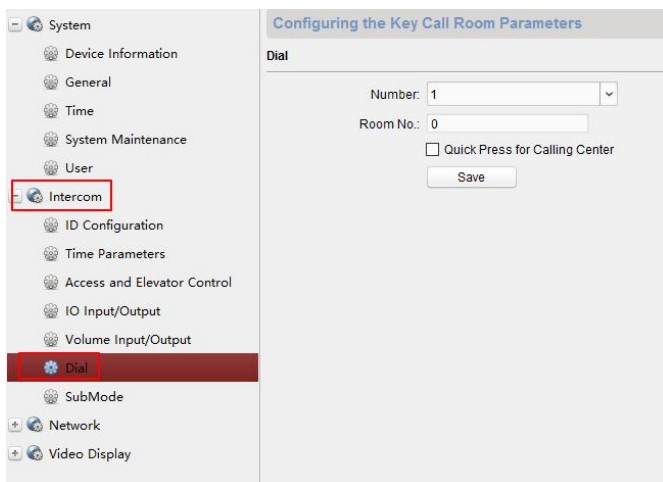 System
Device Information
General
Time
System Maintenance
User
Intercom
ID Configuration
Time Parameters
Access and Elevator Control
IO Input/Output
Volume Input/Output
Dial
SubMode
Network
Video Display
Configuring the Key Call Room Parameters
Dial
Number: 1
Room No.: 0
Quick Press for Calling Center
Save